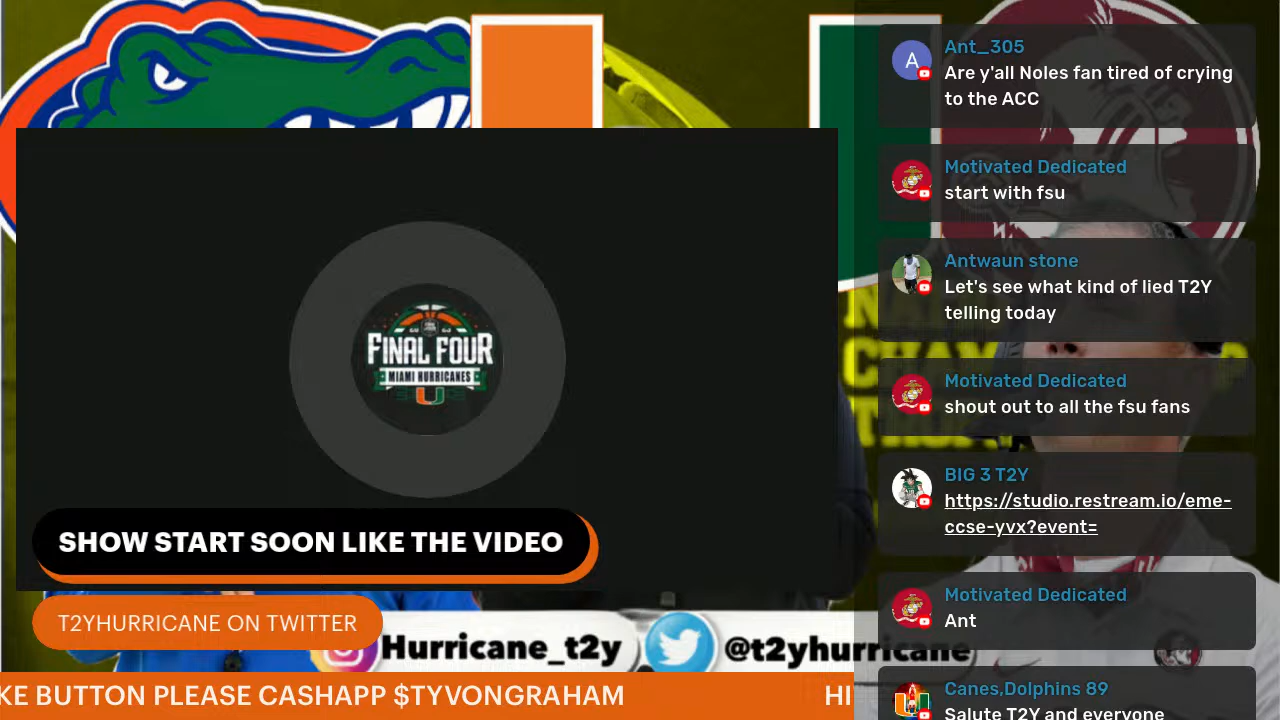 Ant_305
Are y'all Noles fan tired of crying
to the ACC
Motivated Dedicated
start with fsu
Antwaun stone
Let's see what kind of lied T2Y
telling today
Motivated Dedicated
shout out to all the fsu fans
BIG 3 T2Y
https://studio.restream.io/eme-
ccse-yvx?event=
Motivated Dedicated
Ant
Canes,Dolphins 89
Salute T2Y and everyone
A
FINAL FOUR
MIAMI HURRICANES
SHOW START SOON LIKE THE VIDEO
T2YHURRICANE ON TWITTER
Hurricane_t2y
@t2yhurricane
KE BUTTON PLEASE CASHAPP $TYVONGRAHAM
HI